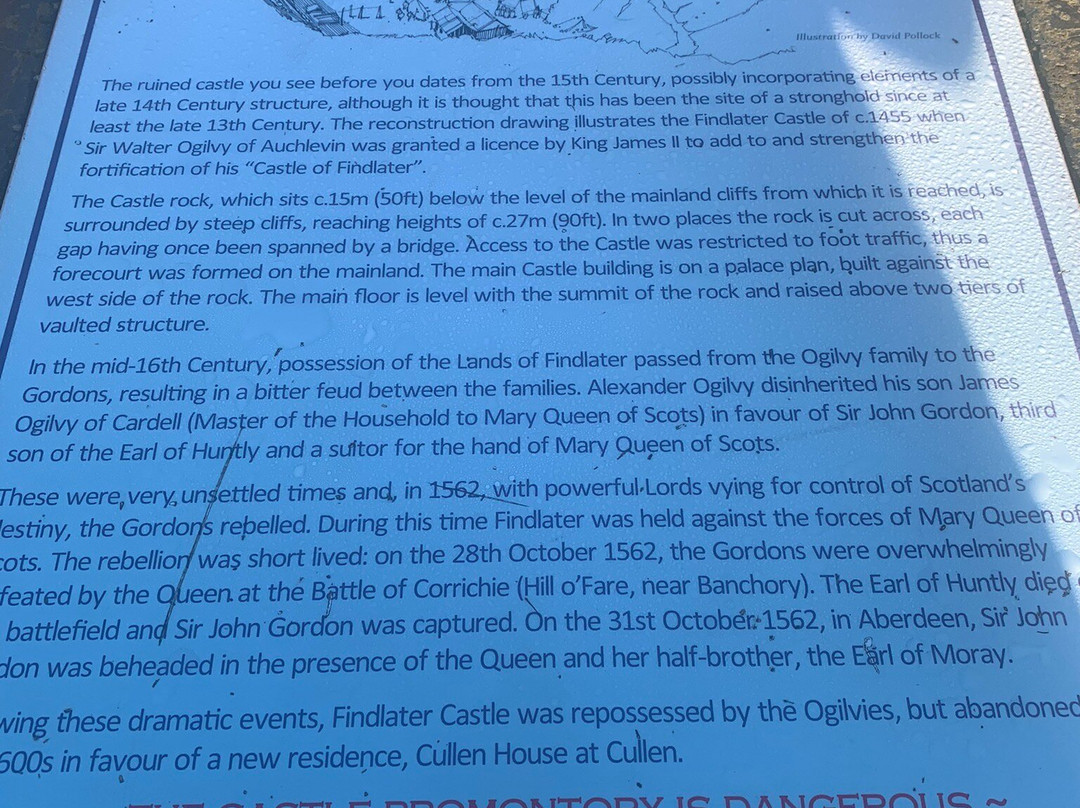 Illustration by David Pollock
The ruined castle you see before you dates from the 15th Century, possibly incorporating elements of a
late 14th Century structure, although it is thought that this has been the site of a stronghold since at
least the late 13th Century. The reconstruction drawing illustrates the Findlater Castle of c.1455 when
Sir Walter Ogilvy of Auchlevin was granted a licence by King James II to add to and strengthen the
fortification of his “Castle of Findlater”.
The Castle rock, which sits c.15m (50ft) below the level of the mainland cliffs from which it is reached, is
surrounded by steep cliffs, reaching heights of c.27m (90ft). In two places the rock is cut across, each
gap having once been spanned by a bridge. Access to the Castle was restricted to foot traffic, thus a
forecourt was formed on the mainland. The main Castle building is on a palace plan, built against the
west side of the rock. The main floor is level with the summit of the rock and raised above two tiers of
vaulted structure.
In the mid-16th Century, possession of the Lands of Findlater passed from the Ogilvy family to the
Gordons, resulting in a bitter feud between the families. Alexander Ogilvy disinherited his son James
Ogilvy of Cardell (Master of the Household to Mary Queen of Scots) in favour of Sir John Gordon, third
son of the Earl of Huntly and a suitor for the hand of Mary Queen of Scots.
These were very unsettled times and, in 1562, with powerful Lords vying for control of Scotland's
estiny, the Gordons rebelled. During this time Findlater was held against the forces of Mary Queen of
cots. The rebellion was short lived: on the 28th October 1562, the Gordons were overwhelmingly
feated by the Queen at the Battle of Corrichie (Hill o'Fare, near Banchory). The Earl of Huntly died
battlefield and Sir John Gordon was captured. On the 31st October 1562, in Aberdeen, Sir John
don was beheaded in the presence of the Queen and her half-brother, the Earl of Moray.
wing these dramatic events, Findlater Castle was repossessed by the Ogilvies, but abandoned
600s in favour of a new residence, Cullen House at Cullen.
THE CASTLE PROMONTORY IS DANGEROUS ~